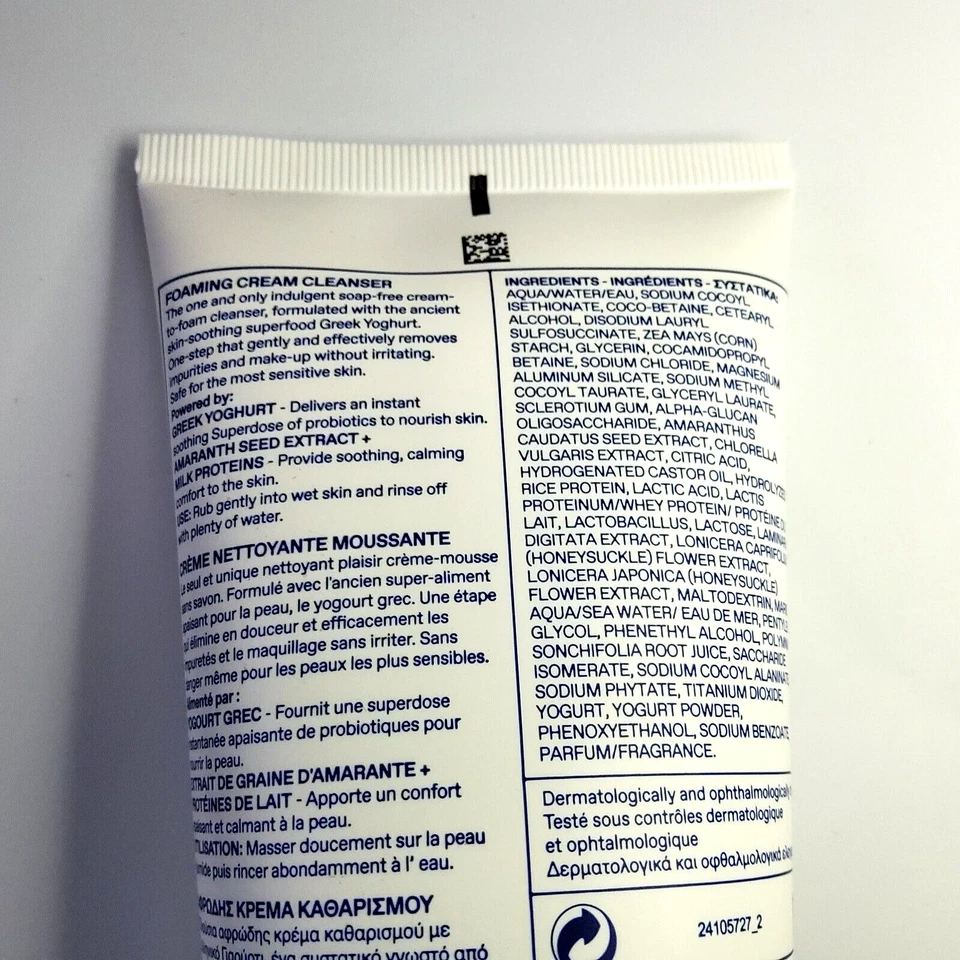 FOAMING CREAM CLEANSER
The one and only indulgent soap-free cream-
to-foam cleanser, formulated with the ancient
skin-soothing superfood Greek Yoghurt.
One-step that gently and effectively removes
impurities and make-up without irritating.
Safe for the most sensitive skin.
Powered by:
GREEK YOGHURT - Delivers an instant
soothing Superdose of probiotics to nourish skin.
AMARANTH SEED EXTRACT +
MILK PROTEINS - Provide soothing, calming
comfort to the skin.
USE: Rub gently into wet skin and rinse off
with plenty of water.
CRÈME NETTOYANTE MOUSSANTE
seul et unique nettoyant plaisir crème-mousse
savon. Formulé avec l'ancien super-aliment
pour la peau, le yogourt grec. Une étape
élimine en douceur et efficacement les
et le maquillage sans irriter. Sans
même pour les peaux les plus sensibles.
par :
YOGOURT GREC - Fournit une superdose
apaisante de probiotiques pour
la peau.
DE GRAINE D'AMARANTE +
DE LAIT - Apporte un confort
et calmant à la peau.
UTILISATION: Masser doucement sur la peau
puis rincer abondamment à l' eau.
ΚΡΕΜΑ ΚΑΘΑΡΙΣΜΟΥ
αφρώδης κρέμα καθαρισμού με
Γιαούρτι, ένα συστατικό γνωστό από
INGREDIENTS - INGRÉDIENTS - ΣΥΣΤΑΤΙΚΑ:
AQUA/WATER/EAU, SODIUM COCOYL
ISETHIONATE, COCO-BETAINE, CETEARYL
ALCOHOL, DISODIUM LAURYL
SULFOSUCCINATE, ZEA MAYS (CORN)
STARCH, GLYCERIN, COCAMIDOPROPYL
BETAINE, SODIUM CHLORIDE, MAGNESIUM
ALUMINUM SILICATE, SODIUM METHYL
COCOYL TAURATE, GLYCERYL LAURATE,
SCLEROTIUM GUM, ALPHA-GLUCAN
OLIGOSACCHARIDE, AMARANTHUS
CAUDATUS SEED EXTRACT, CHLORELLA
VULGARIS EXTRACT, CITRIC ACID,
HYDROGENATED CASTOR OIL, HYDROLYZED
RICE PROTEIN, LACTIC ACID, LACTIS
PROTEINUM/WHEY PROTEIN/ PROTÉINE DU
LAIT, LACTOBACILLUS, LACTOSE,
DIGITATA EXTRACT, LONICERA
(HONEYSUCKLE) FLOWER EXTRACT,
LONICERA JAPONICA (HONEYSUCKLE)
FLOWER EXTRACT, MALTODEXTRIN,
AQUA/SEA WATER/ EAU DE MER,
GLYCOL, PHENETHYL ALCOHOL,
SONCHIFOLIA ROOT JUICE, SACCHARIDE
ISOMERATE, SODIUM COCOYL ALANINATE
SODIUM PHYTATE, TITANIUM DIOXIDE,
YOGURT, YOGURT POWDER,
PHENOXYETHANOL, SODIUM BENZOATE
PARFUM/FRAGRANCE.
Dermatologically and ophthalmologically
Testé sous contrôles dermatologique
et ophtalmologique
Δερματολογικά και οφθαλμολογικά
24105727_2